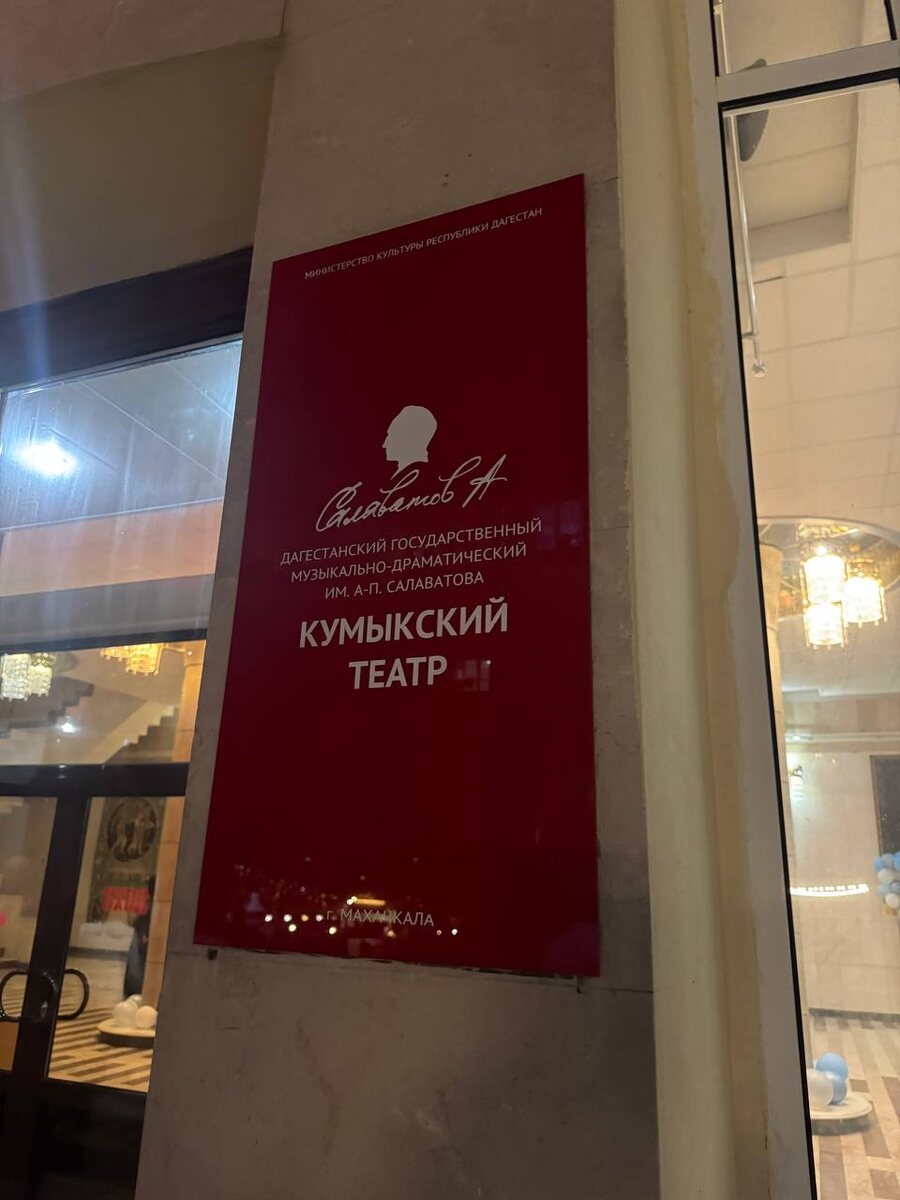 МИНИСТЕРСТВО КУЛЬТУРЫ РЕСПУБЛИКИ ДАГЕСТАН
Салаватов А
ДАГЕСТАНСКИЙ ГОСУДАРСТВЕННЫЙ
МУЗЫКАЛЬНО-ДРАМАТИЧЕСКИЙ
ИМ. А-П. САЛАВАТОВА
КУМЫКСКИЙ
ТЕАТР
г. МАХАЧКАЛА